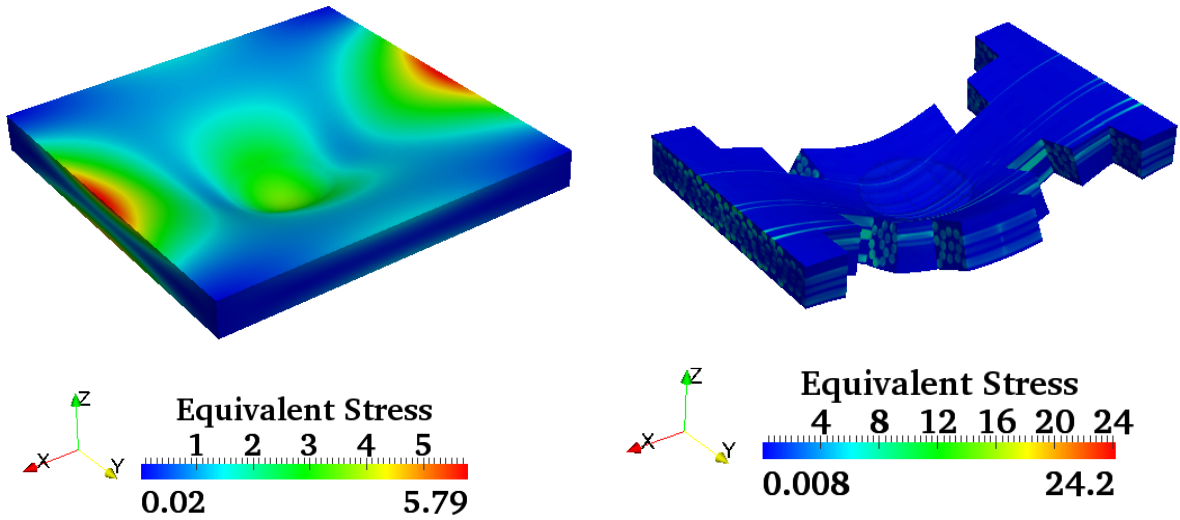 Z
X
Y
Equivalent Stress
1 2 3 4 5
0.02 5.79
Z
X
Y
Equivalent Stress
4 8 12 16 20 24
0.008 24.2